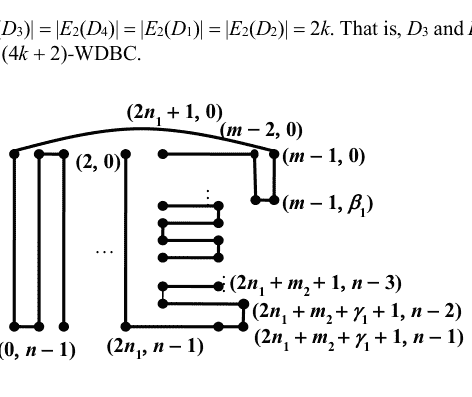 D₃)| = |E2(D₄)| = |E2(D₁)| = |E2(D₂)| = 2k. That is, D₃ and
(4k + 2)-WDBC.
(2n₁ + 1, 0)
(m − 2, 0)
(2, 0)
(m − 1, 0)
(m − 1, β₁)
⋮
...
(2n₁ + m₂ + 1, n − 3)
(2n₁ + m₂ + γ₁ + 1, n − 2)
(0, n − 1) (2n₁, n − 1) (2n₁ + m₂ + γ₁ + 1, n − 1)